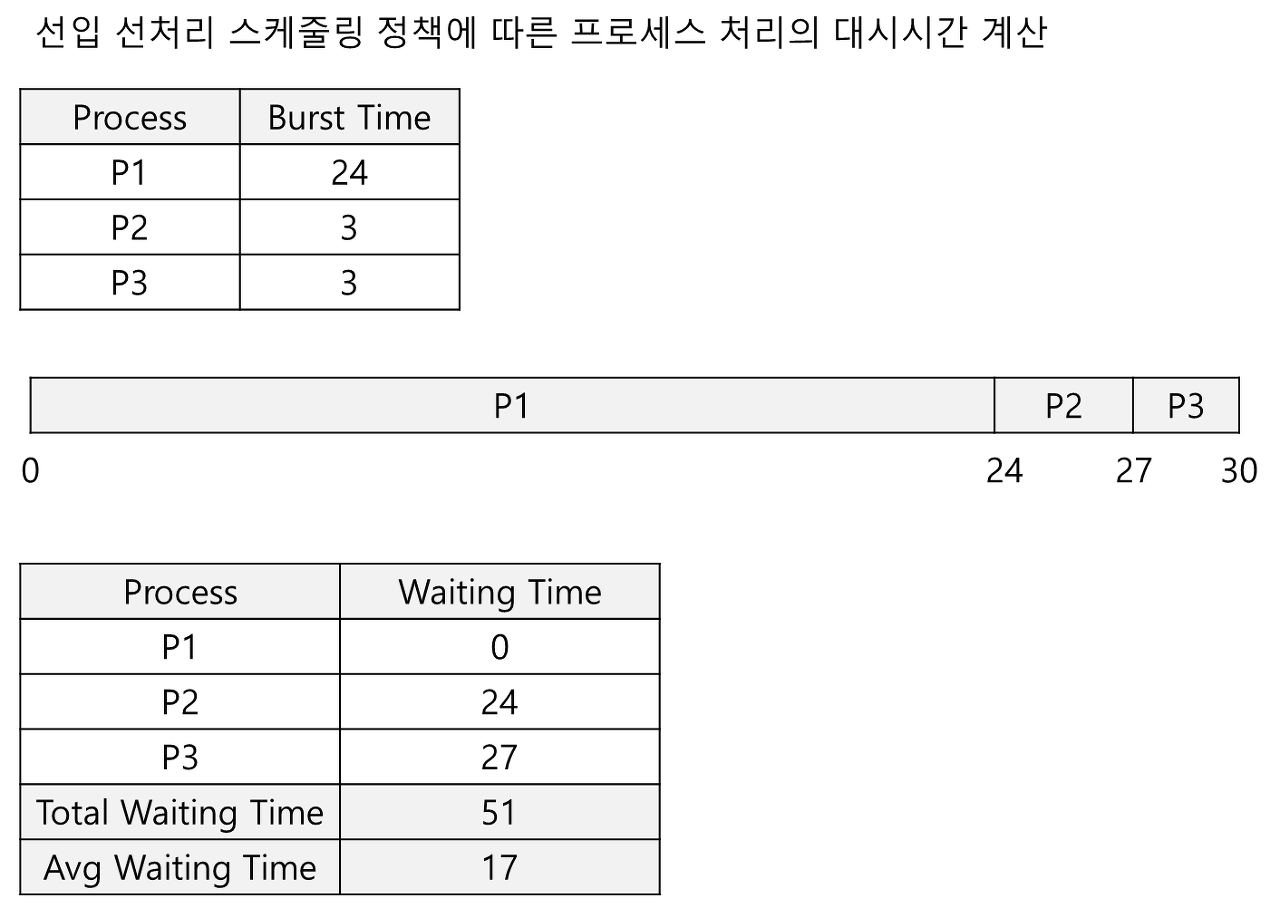 선입 선처리 스케줄링 정책에 따른 프로세스 처리의 대시시간 계산
Process Burst Time
P1 24
P2 3
P3 3
P1 P2 P3
0 24 27 30
Process Waiting Time
P1 0
P2 24
P3 27
Total Waiting Time 51
Avg Waiting Time 17